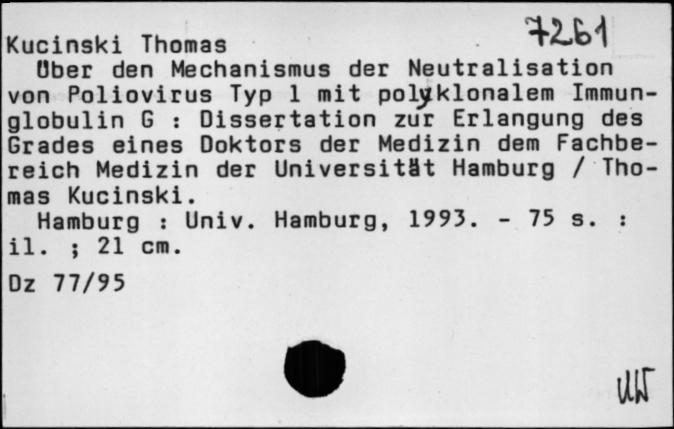 7261
Kucinski Thomas
Über den Mechanismus der Neutralisation
von Poliovirus Typ 1 mit polyklonalem Immun-
globulin G : Dissertation zur Erlangung des
Grades eines Doktors der Medizin dem Fachbe-
reich Medizin der Universität Hamburg / Tho-
mas Kucinski.
Hamburg : Univ. Hamburg, 1993. - 75 s. :
il. ; 21 cm.
Dz 77/95
UW